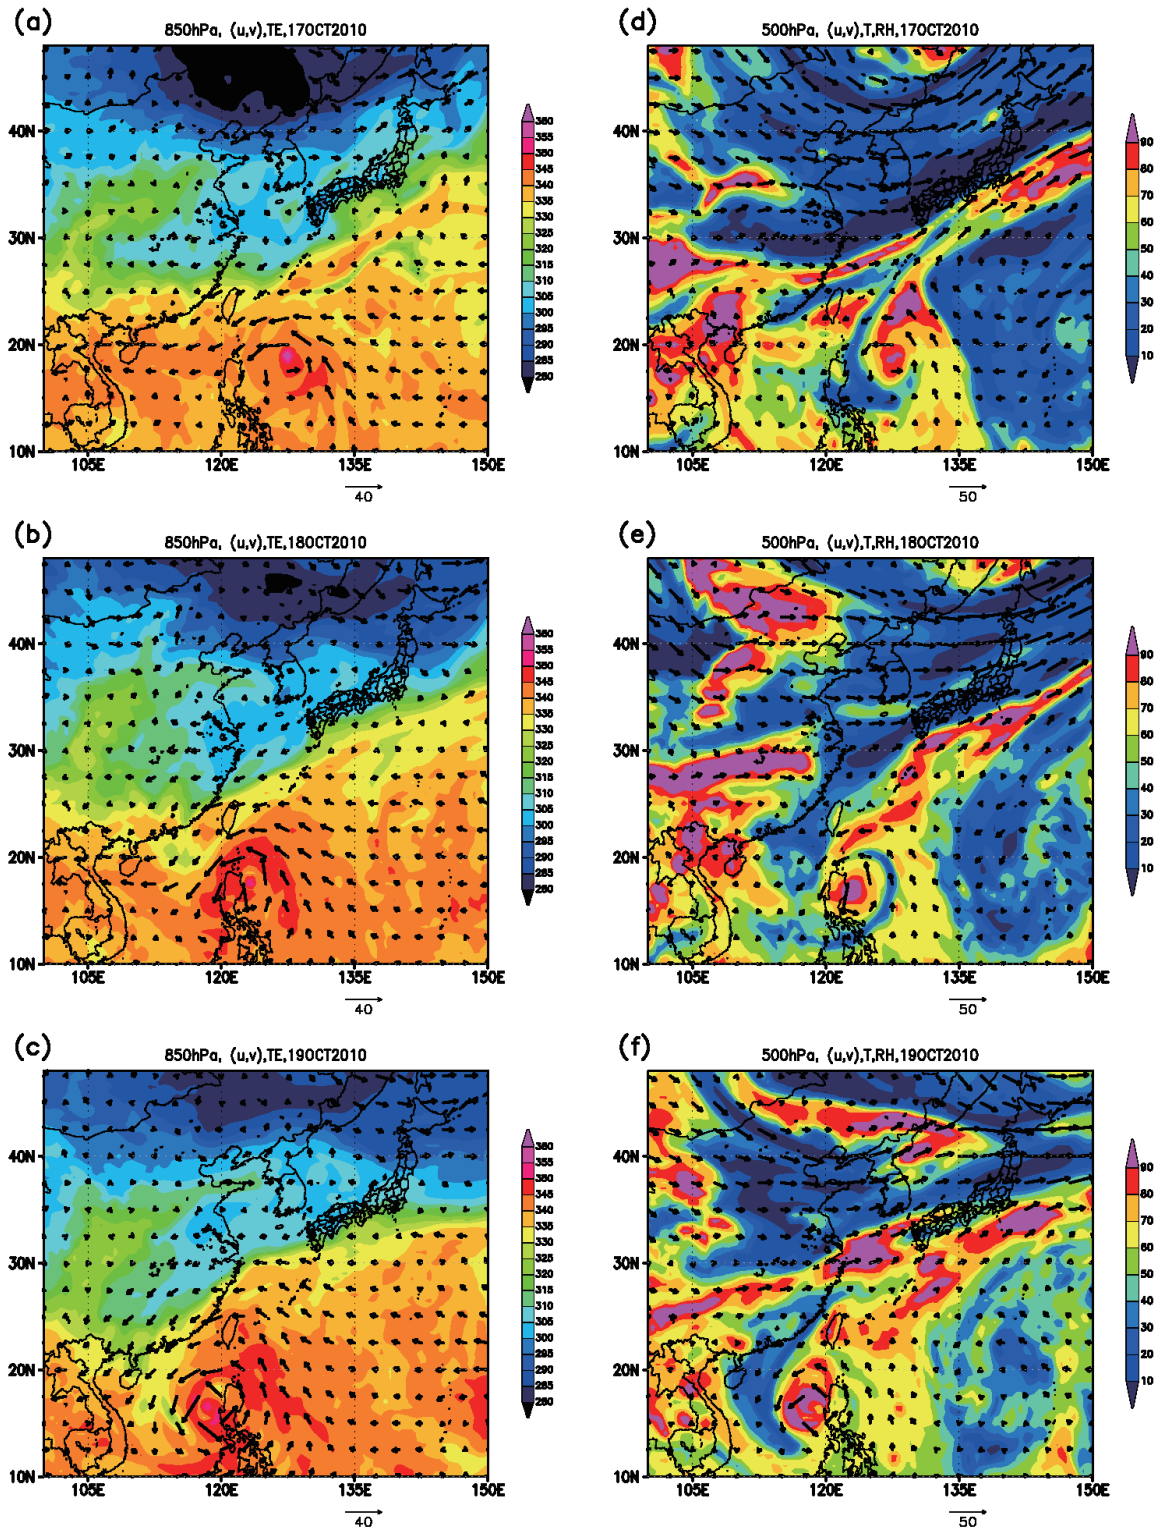 (a)
850hPa, (u,v),TE,17OCT2010
40N
30N
20N
10N
105E 120E 135E 150E
40
360
355
350
345
340
335
330
325
320
315
310
305
300
295
290
285
280
(d)
500hPa, (u,v),T,RH,17OCT2010
40N
30N
20N
10N
105E 120E 135E 150E
50
90
80
70
60
50
40
30
20
10
(b)
850hPa, (u,v),TE,18OCT2010
40N
30N
20N
10N
105E 120E 135E 150E
40
360
355
350
345
340
335
330
325
320
315
310
305
300
295
290
285
280
(e)
500hPa, (u,v),T,RH,18OCT2010
40N
30N
20N
10N
105E 120E 135E 150E
50
90
80
70
60
50
40
30
20
10
(c)
850hPa, (u,v),TE,19OCT2010
40N
30N
20N
10N
105E 120E 135E 150E
40
360
355
350
345
340
335
330
325
320
315
310
305
300
295
290
285
280
(f)
500hPa, (u,v),T,RH,19OCT2010
40N
30N
20N
10N
105E 120E 135E 150E
50
90
80
70
60
50
40
30
20
10